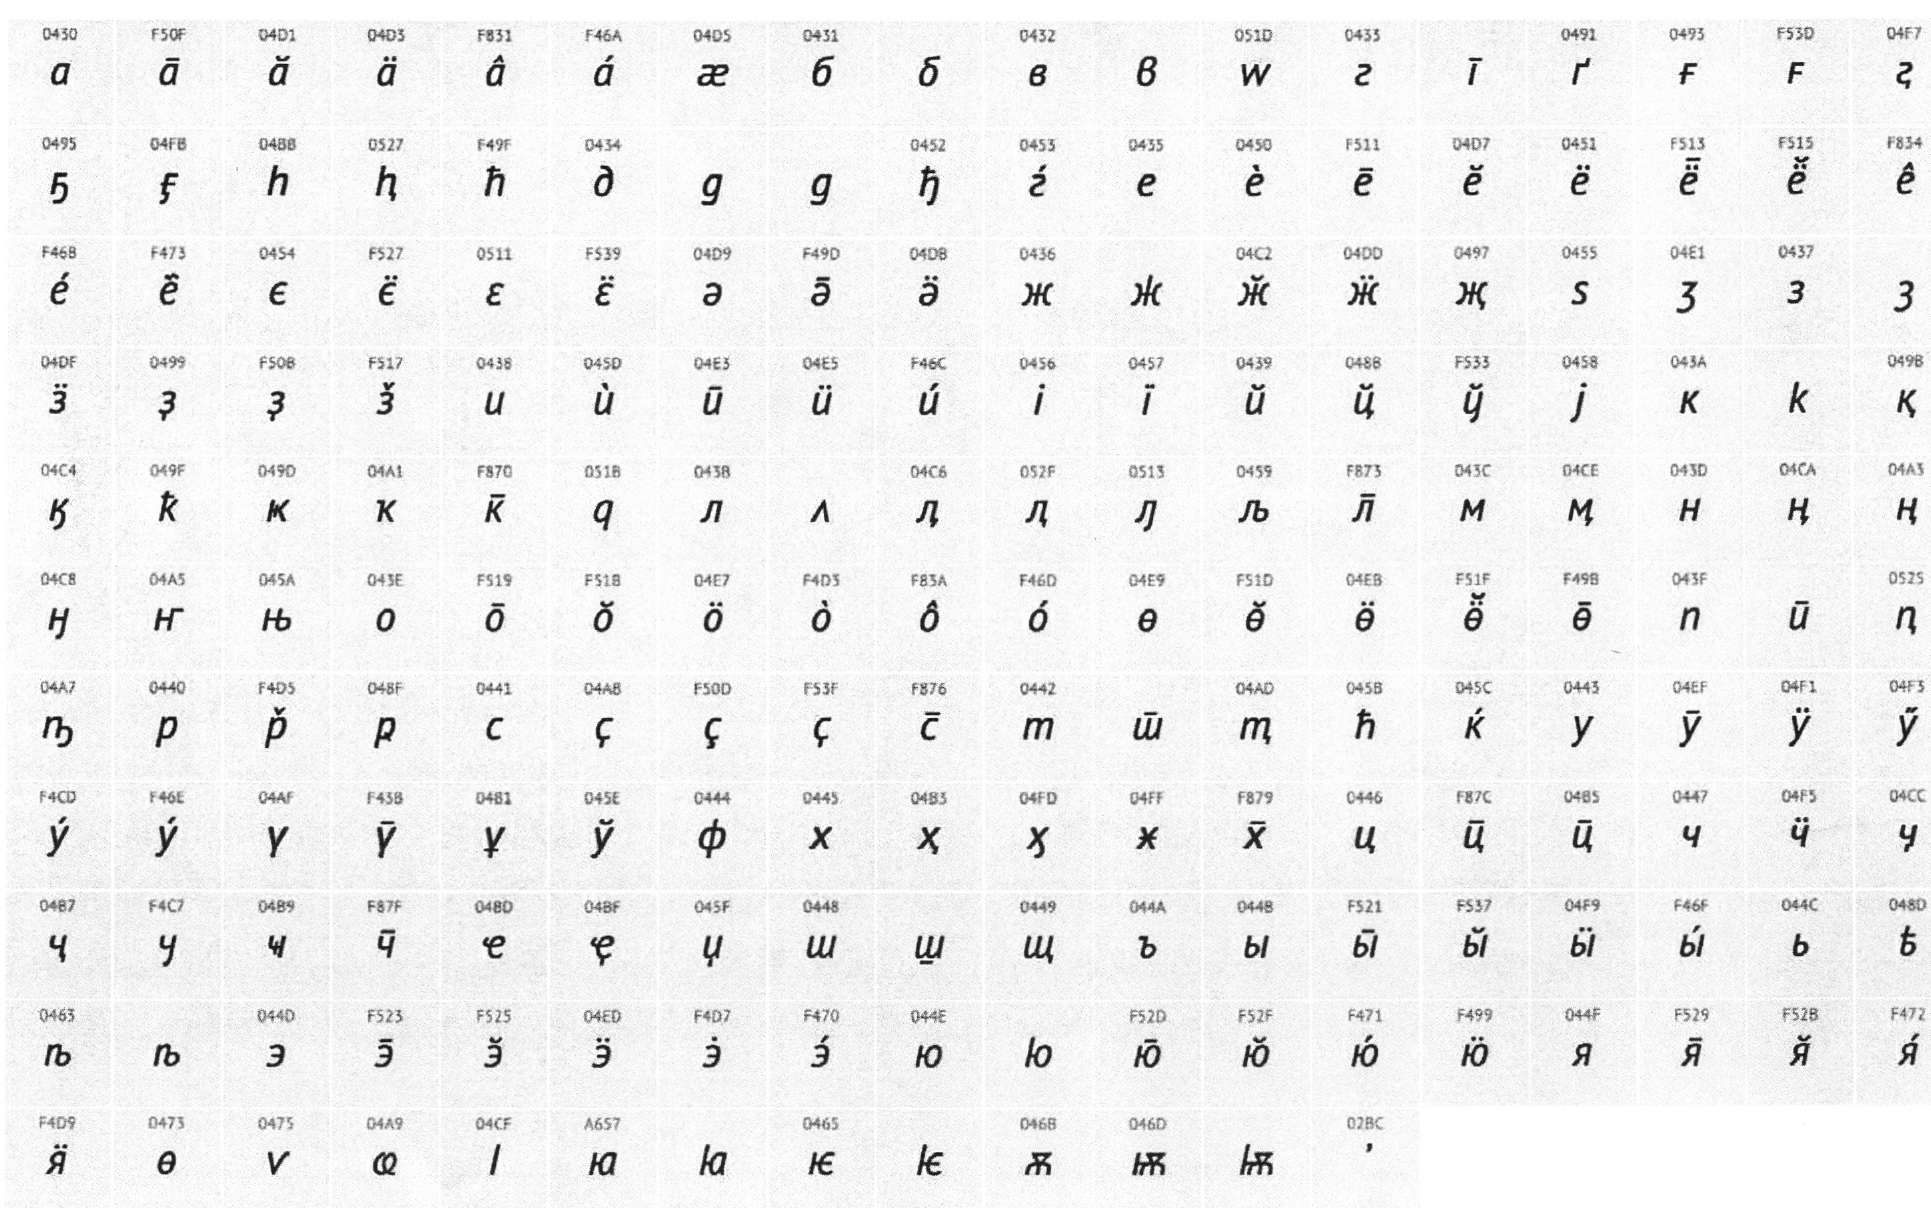 0430 F50F 04D1 04D3 F831 F46A 04D5 0431 0432 051D 0433 0491 0493 F53D 04F7
а а̄ ӑ ӓ а̂ а́ ӕ б б в в ԝ г г̄ ґ ғ ғ ӷ
0495 04FB 04BB 0527 F49F 0434 0452 0453 0435 0450 F511 04D7 0451 F513 F515 F834
ҕ ӻ һ ԧ ћ д g g ђ ѓ е ѐ е̄ ӗ ё ё̄ ё̆ е̂
F46B F473 0454 F527 0511 F539 04D9 F49D 04DB 0436 04C2 04DD 0497 0455 04E1 0437
е́ е̃̂ є є̈ ԑ ԑ̈ ә ә̄ ӛ ж ж ӂ ӝ җ ѕ ӡ з з
04DF 0499 F50B F517 0438 045D 04E3 04E5 F46C 0456 0457 0439 048B F533 0458 043A 049B
ӟ ҙ ҙ з̌ и ѝ ӣ ӥ и́ і ї й ҋ й ј к k қ
04C4 049F 049D 04A1 F870 051B 043B 04C6 052F 0513 0459 F873 043C 04CE 043D 04CA 04A3
ӄ ҟ ҝ ҡ к̄ ԛ л ʌ ӆ ԯ ԓ љ л̄ м ӎ н ӊ ң
04C8 04A5 045A 043E F519 F51B 04E7 F4D3 F83A F46D 04E9 F51D 04EB F51F F49B 043F 0525
ӈ ҥ њ о о̄ о̆ ӧ о̀ о̂ о́ ө ө̆ ӫ ӫ̆ ө̄ п п̄ ԥ
04A7 0440 F4D5 048F 0441 04AB F50D F53F F876 0442 04AD 045B 045C 0443 04EF 04F1 04F3
ҧ р р̌ ҏ с ҫ ҫ ҫ с̄ т ш̄ ҭ ћ ќ у ӯ ӱ ӳ
F4CD F46E 04AF F43B 04B1 045E 0444 0445 04B3 04FD 04FF F879 0446 F87C 04B5 0447 04F5 04CC
у́ у́ ү ү̄ ұ ў ф х ҳ ӽ ӿ х̄ ц ц̄ ц̄ ч ӵ ӌ
04B7 F4C7 04B9 F87F 04BD 04BF 045F 0448 0449 044A 044B F521 F537 04F9 F46F 044C 048D
ҷ y ҹ ч̄ ҽ ҿ џ ш ш̲ щ ъ ы ы̄ ы̆ ӹ ы́ ь ҍ
0463 044D F523 F525 04ED F4D7 F470 044E F52D F52F F471 F499 044F F529 F52B F472
ѣ ѣ э э̄ э̆ ӭ э̇ э́ ю ю ю̄ ю̆ ю́ ю̈ я я̄ я̆ я́
F4D9 0473 0475 04A9 04CF A657 0465 046B 046D 02BC
я̈ ѳ ѵ ҩ ӏ ꙗ ꙗ ѥ ѥ ѫ ѭ ѭ ʼ